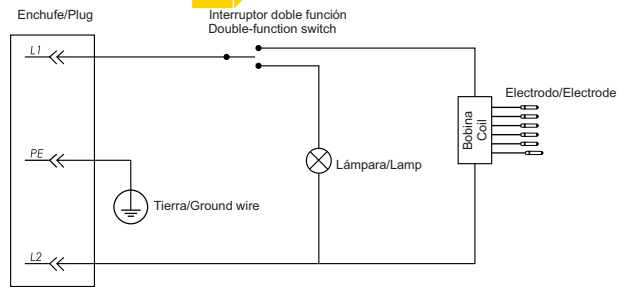 Enchufe/Plug
Interruptor doble función
Double-function switch
L1
Electrodo/Electrode
Bobina
Coil
PE
Lámpara/Lamp
Tierra/Ground wire
L2